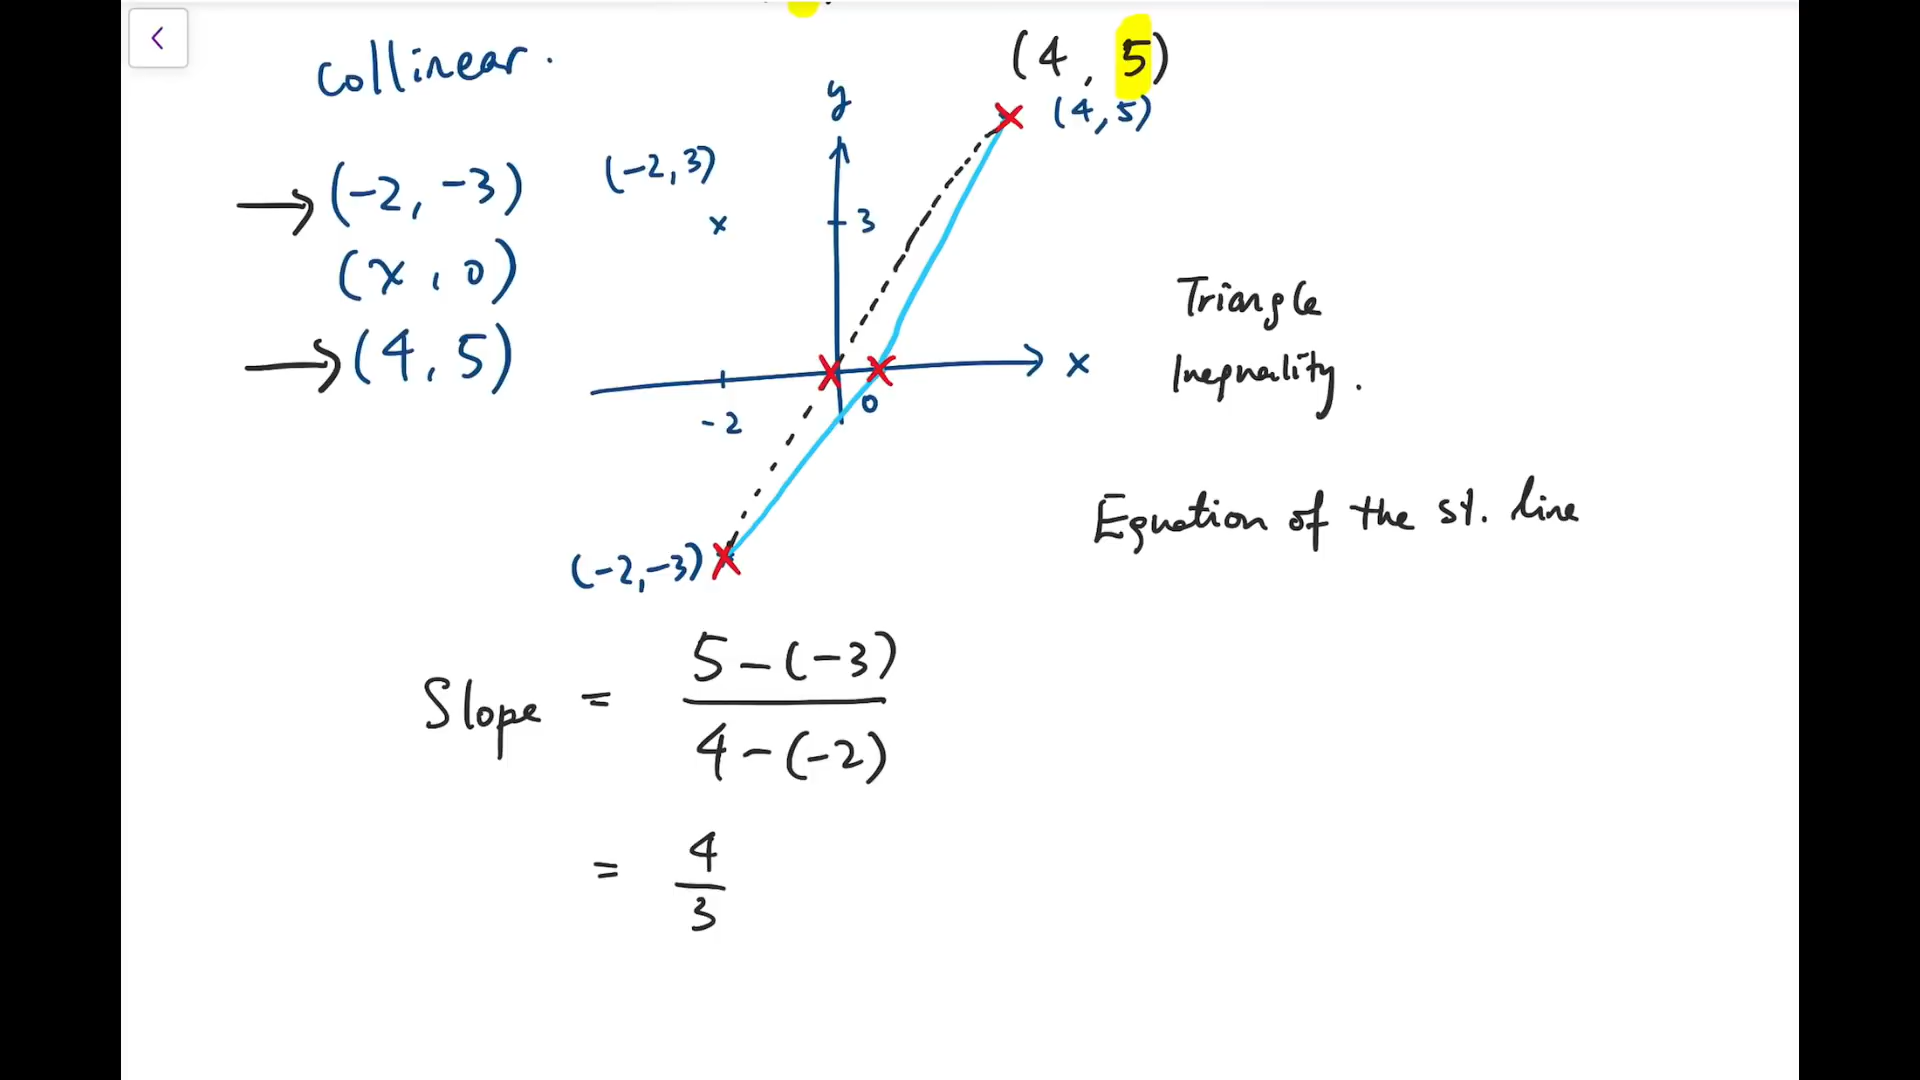 collinear.
(4, 5)
y
(4, 5)
(-2, 3)
(-2, -3)
x
3
(x, 0)
Triangle
Inequality.
(4, 5)
x
0
-2
Equation of the st. line
(-2, -3)
Slope = 5 - (-3) / 4 - (-2)
= 4 / 3